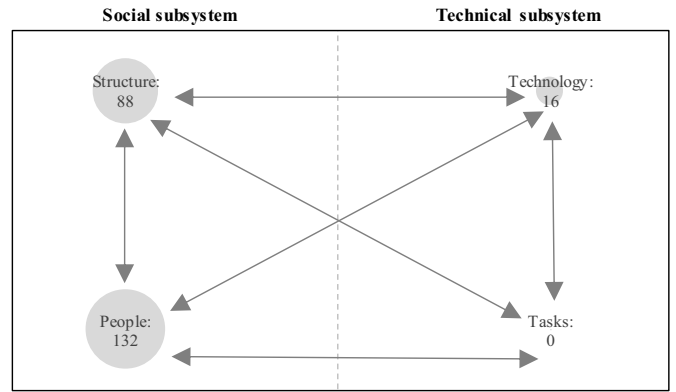 Social subsystem
Technical subsystem
Structure:
88
Technology:
16
People:
132
Tasks:
0